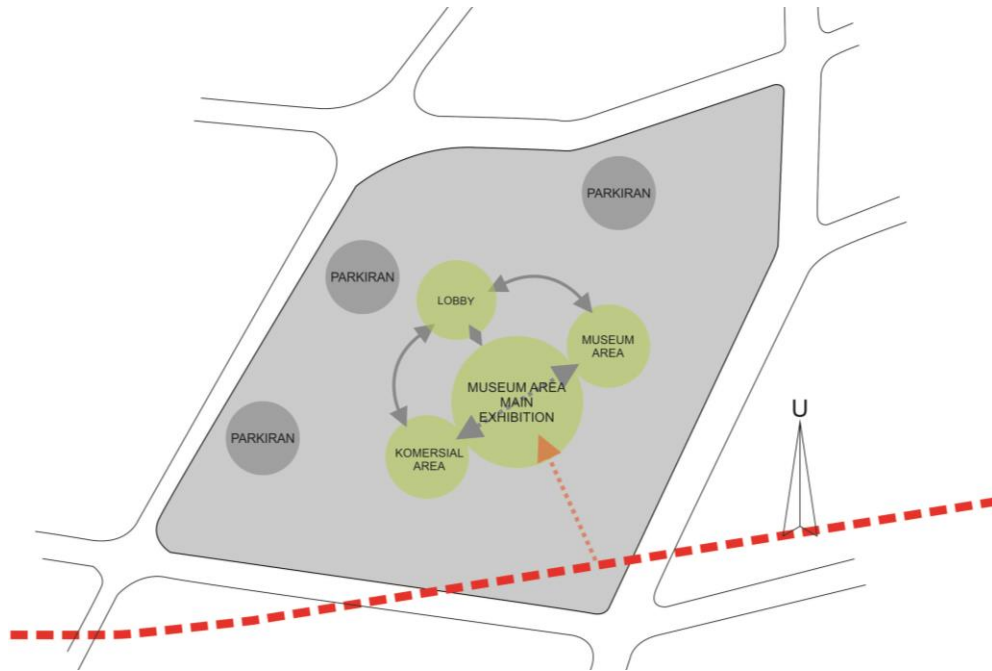 PARKIRAN
PARKIRAN
LOBBY
MUSEUM
AREA
MUSEUM AREA
MAIN
EXHIBITION
PARKIRAN
KOMERSIAL
AREA
U